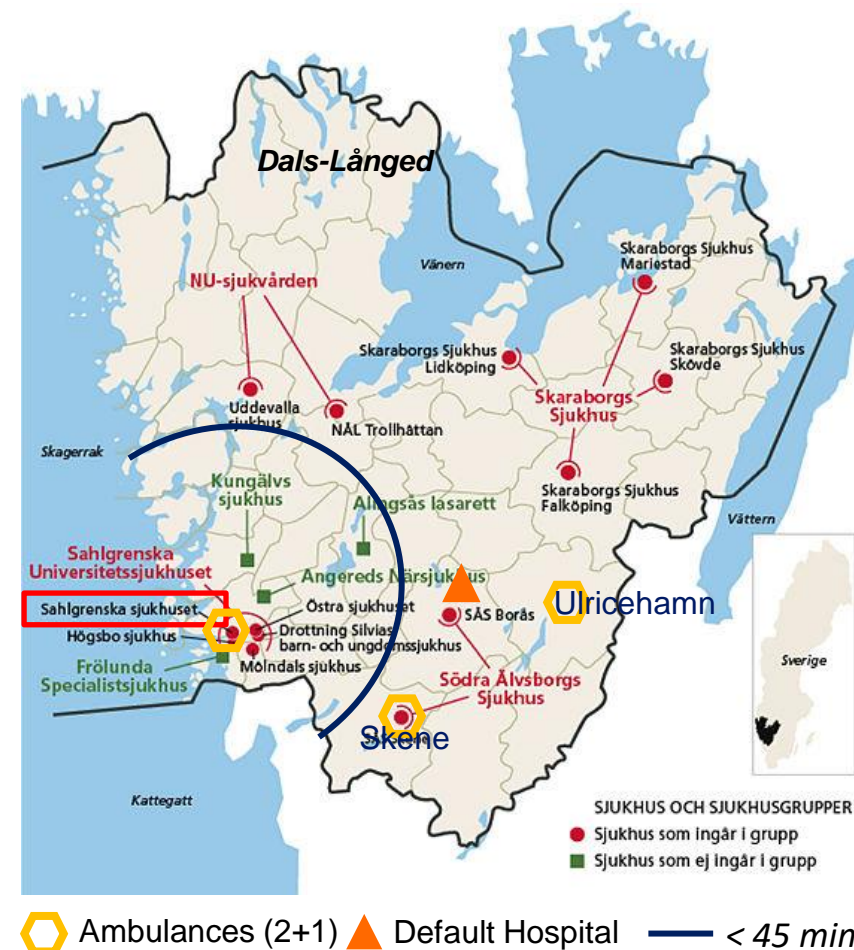 Dals-Långed
Vänern
Skaraborgs Sjukhus
Mariestad
NU-sjukvården
Skaraborgs Sjukhus
Lidköping
Skaraborgs Sjukhus
Skövde
Skaraborgs
Sjukhus
Uddevalla
sjukhus
NÄL Trollhättan
Skagerrak
Kungälvs
sjukhus
Alingsås lasarett
Skaraborgs Sjukhus
Falköping
Vättern
Sahlgrenska
Universitetssjukhuset
Angereds Närsjukhus
Sahlgrenska sjukhuset
Östra sjukhuset
SÄS Borås
Ulricehamn
Högsbo sjukhus
Drottning Silvias
barn- och ungdomssjukhus
Mölndals sjukhus
Frölunda
Specialistsjukhus
Södra Älvsborgs
Sjukhus
Sverige
Skene
Kattegatt
SJUKHUS OCH SJUKHUSGRUPPER
Sjukhus som ingår i grupp
Sjukhus som ej ingår i grupp
Ambulances (2+1)
Default Hospital
< 45 min